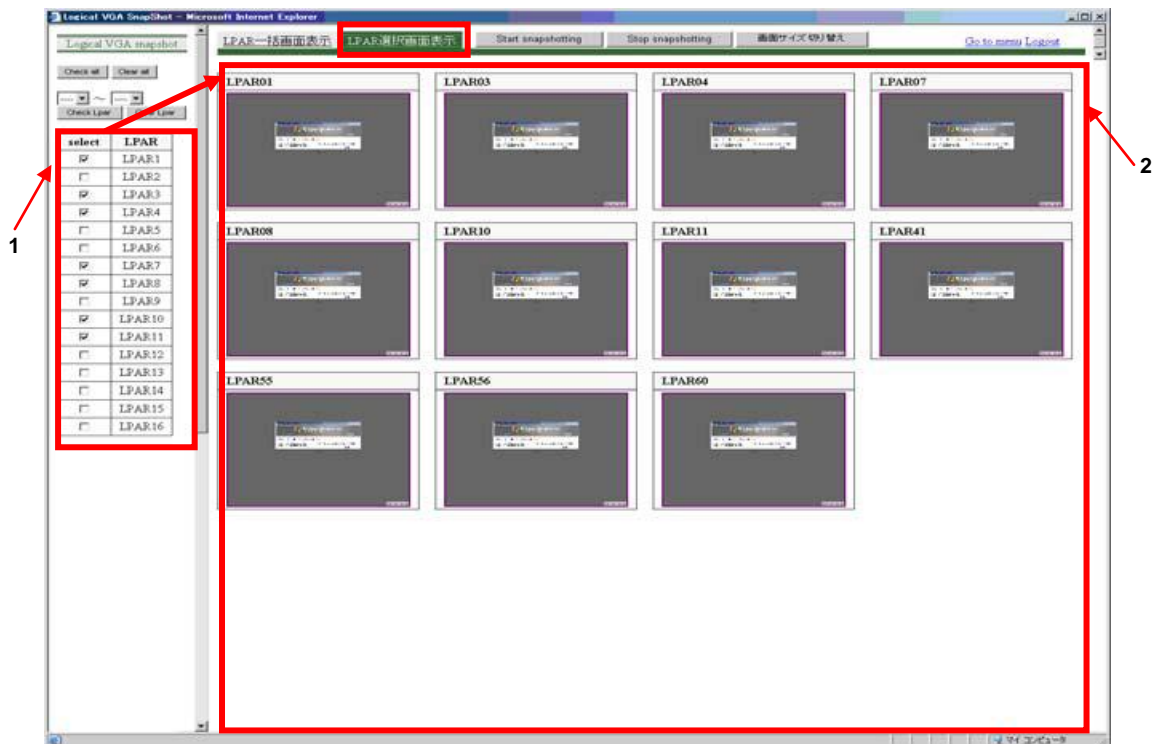 Logical VGA SnapShot - Microsoft Internet Explorer
Logical VGA snapshot
LPAR一括画面表示
LPAR選択画面表示
Start snapshotting
Stop snapshotting
画面サイズ切り替え
Go to menu Logout
Check all
Clear all
---- ～ ----
Check Lpar
Clear Lpar
select LPAR
LPAR1
LPAR2
LPAR3
LPAR4
LPAR5
LPAR6
LPAR7
LPAR8
LPAR9
LPAR10
LPAR11
LPAR12
LPAR13
LPAR14
LPAR15
LPAR16
1
LPAR01
LPAR03
LPAR04
LPAR07
LPAR08
LPAR10
LPAR11
LPAR41
LPAR55
LPAR56
LPAR60
2
マイ コンピュータ